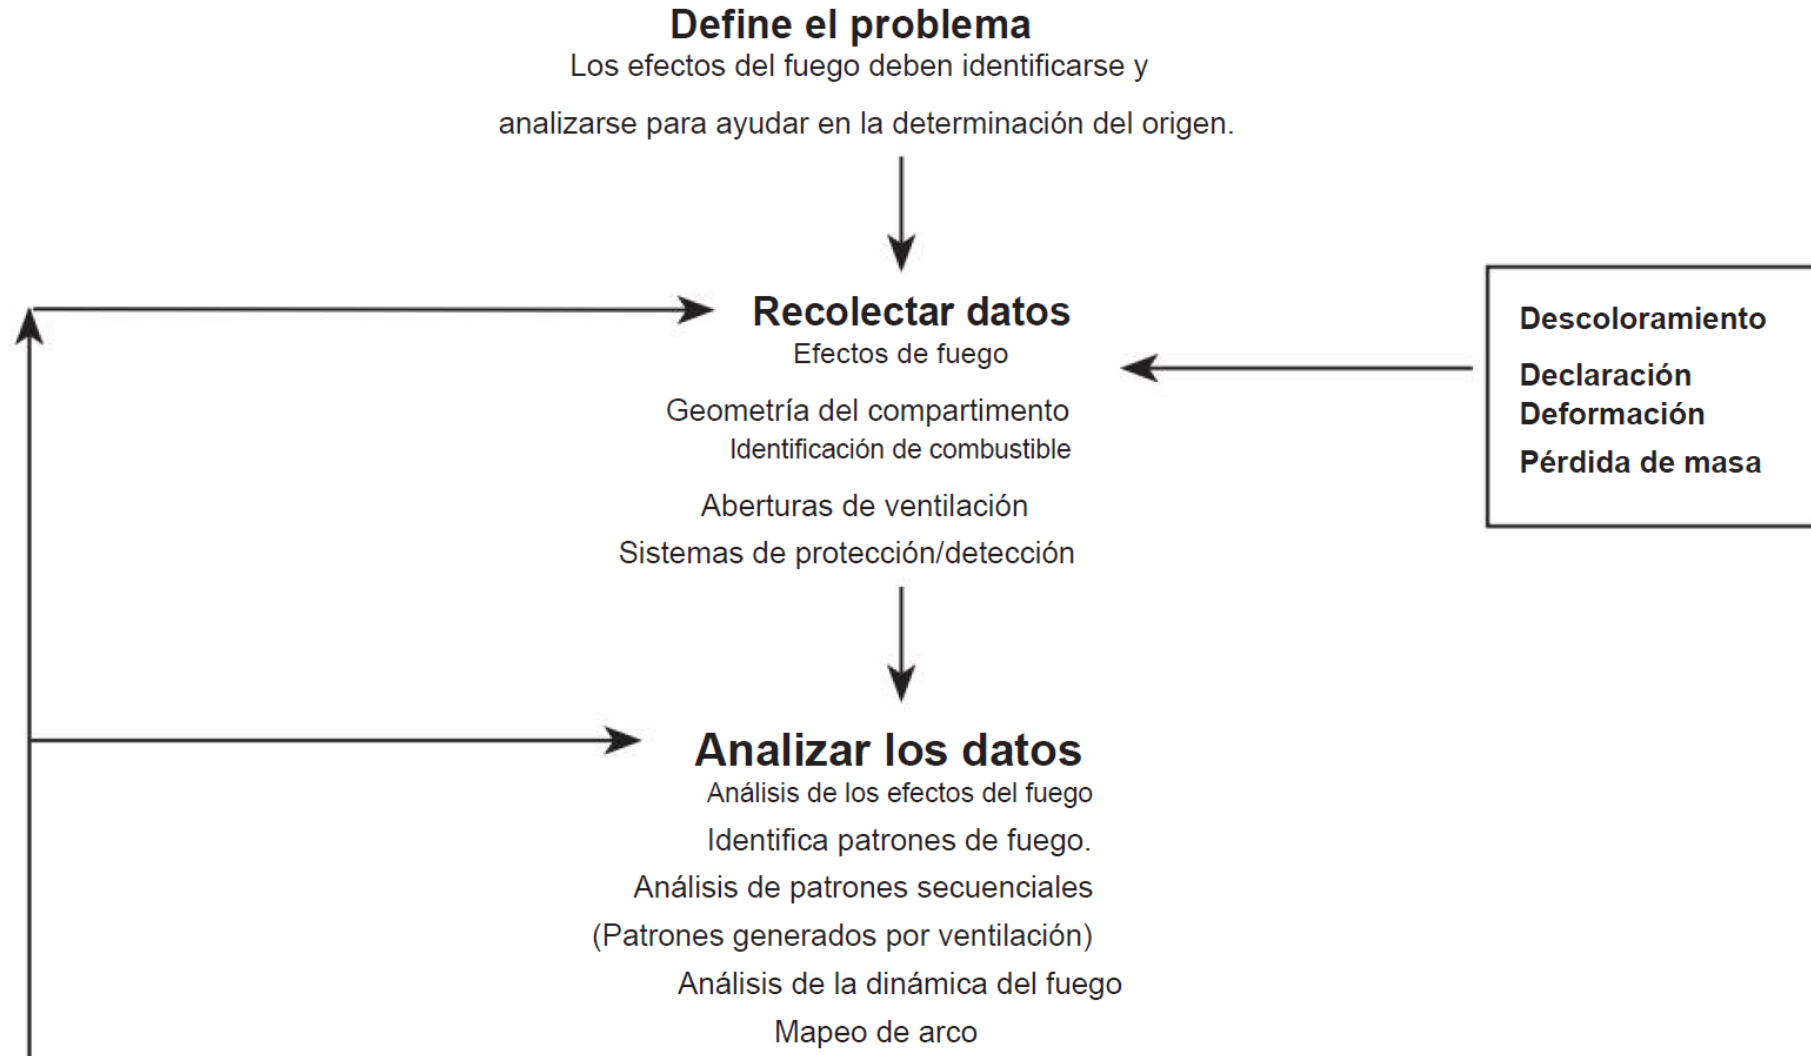 Define el problema
Los efectos del fuego deben identificarse y
analizarse para ayudar en la determinación del origen.
Recolectar datos
Efectos de fuego
Geometría del compartimento
Identificación de combustible
Aberturas de ventilación
Sistemas de protección/detección
Descoloramiento
Declaración
Deformación
Pérdida de masa
Analizar los datos
Análisis de los efectos del fuego
Identifica patrones de fuego.
Análisis de patrones secuenciales
(Patrones generados por ventilación)
Análisis de la dinámica del fuego
Mapeo de arco